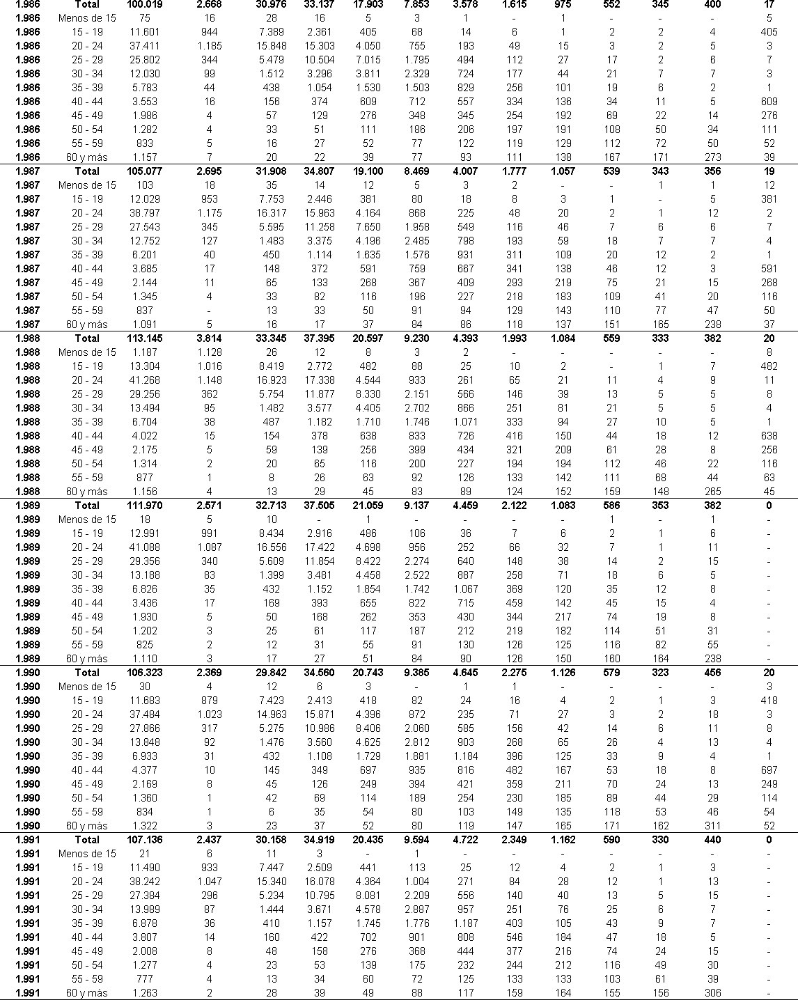 1.986 Total 100.019 2.668 30.976 33.137 17.903 7.853 3.578 1.615 975 552 345 400 17
1.986 Menos de 15 75 16 28 16 5 3 1 - 1 - - - 5
1.986 15 - 19 11.601 944 7.389 2.361 405 68 14 6 1 2 2 4 405
1.986 20 - 24 37.411 1.185 15.848 15.303 4.050 755 193 49 15 3 2 5 3
1.986 25 - 29 25.802 344 5.479 10.504 7.015 1.795 494 112 27 17 2 6 7
1.986 30 - 34 12.030 99 1.512 3.296 3.811 2.329 724 177 44 21 7 7 3
1.986 35 - 39 5.783 44 438 1.054 1.530 1.503 829 256 101 19 6 2 1
1.986 40 - 44 3.553 16 156 374 609 712 557 334 136 34 11 5 609
1.986 45 - 49 1.986 4 57 129 276 348 345 254 192 69 22 14 276
1.986 50 - 54 1.282 4 33 51 111 186 206 197 191 108 50 34 111
1.986 55 - 59 833 5 16 27 52 77 122 119 129 112 72 50 52
1.986 60 y más 1.157 7 20 22 39 77 93 111 138 167 171 273 39
1.987 Total 105.077 2.695 31.908 34.807 19.100 8.469 4.007 1.777 1.057 539 343 356 19
1.987 Menos de 15 103 18 35 14 12 5 3 2 - - 1 1 12
1.987 15 - 19 12.029 953 7.753 2.446 381 80 18 8 3 1 - 5 381
1.987 20 - 24 38.797 1.175 16.317 15.963 4.164 868 225 48 20 2 1 12 2
1.987 25 - 29 27.543 345 5.595 11.258 7.650 1.958 549 116 46 7 6 6 7
1.987 30 - 34 12.752 127 1.483 3.375 4.196 2.485 798 193 59 18 7 7 4
1.987 35 - 39 6.201 40 450 1.114 1.635 1.576 931 311 109 20 12 2 1
1.987 40 - 44 3.685 17 148 372 591 759 667 341 138 46 12 3 591
1.987 45 - 49 2.144 11 65 133 268 367 409 293 219 75 21 15 268
1.987 50 - 54 1.345 4 33 82 116 196 227 218 183 109 41 20 116
1.987 55 - 59 837 - 13 33 50 91 94 129 143 110 77 47 50
1.987 60 y más 1.091 5 16 17 37 84 86 118 137 151 165 238 37
1.988 Total 113.145 3.814 33.345 37.395 20.597 9.230 4.393 1.993 1.084 559 333 382 20
1.988 Menos de 15 1.187 1.128 26 12 8 3 2 - - - - - 8
1.988 15 - 19 13.304 1.016 8.419 2.772 482 88 25 10 2 - 1 7 482
1.988 20 - 24 41.268 1.148 16.923 17.338 4.544 933 261 65 21 11 4 9 11
1.988 25 - 29 29.256 362 5.754 11.877 8.330 2.151 566 146 39 13 5 5 8
1.988 30 - 34 13.494 95 1.482 3.577 4.405 2.702 866 251 81 21 5 5 4
1.988 35 - 39 6.704 38 487 1.182 1.710 1.746 1.071 333 94 27 10 5 1
1.988 40 - 44 4.022 15 154 378 638 833 726 416 150 44 18 12 638
1.988 45 - 49 2.175 5 59 139 256 399 434 321 209 61 28 8 256
1.988 50 - 54 1.314 2 20 65 116 200 227 194 194 112 46 22 116
1.988 55 - 59 877 1 8 26 63 92 126 133 142 111 68 44 63
1.988 60 y más 1.156 4 13 29 45 83 89 124 152 159 148 265 45
1.989 Total 111.970 2.571 32.713 37.505 21.059 9.137 4.459 2.122 1.083 586 353 382 0
1.989 Menos de 15 18 5 10 - 1 - - - - 1 - 1 -
1.989 15 - 19 12.991 991 8.434 2.916 486 106 36 7 6 2 1 6 -
1.989 20 - 24 41.088 1.087 16.556 17.422 4.698 956 252 66 32 7 1 11 -
1.989 25 - 29 29.356 340 5.609 11.854 8.422 2.274 640 148 38 14 2 15 -
1.989 30 - 34 13.188 83 1.399 3.481 4.458 2.522 887 258 71 18 6 5 -
1.989 35 - 39 6.826 35 432 1.152 1.854 1.742 1.067 369 120 35 12 8 -
1.989 40 - 44 3.436 17 169 393 655 822 715 459 142 45 15 4 -
1.989 45 - 49 1.930 5 50 168 262 353 430 344 217 74 19 8 -
1.989 50 - 54 1.202 3 25 61 117 187 212 219 182 114 51 31 -
1.989 55 - 59 825 2 12 31 55 91 130 126 125 116 82 55 -
1.989 60 y más 1.110 3 17 27 51 84 90 126 150 160 164 238 -
1.990 Total 106.323 2.369 29.842 34.560 20.743 9.385 4.645 2.275 1.126 579 323 456 20
1.990 Menos de 15 30 4 12 6 3 - 1 1 - - - - 3
1.990 15 - 19 11.683 879 7.423 2.413 418 82 24 16 4 2 1 3 418
1.990 20 - 24 37.484 1.023 14.963 15.871 4.396 872 235 71 27 3 2 18 3
1.990 25 - 29 27.866 317 5.275 10.986 8.406 2.060 585 156 42 14 6 11 8
1.990 30 - 34 13.848 92 1.476 3.560 4.625 2.812 903 268 65 26 4 13 4
1.990 35 - 39 6.933 31 432 1.108 1.729 1.881 1.184 396 125 33 9 4 1
1.990 40 - 44 4.377 10 145 349 697 935 816 482 167 53 18 8 697
1.990 45 - 49 2.169 8 45 126 249 394 421 359 211 70 24 13 249
1.990 50 - 54 1.360 1 42 69 114 189 254 230 185 89 44 29 114
1.990 55 - 59 834 1 6 35 54 80 103 149 135 118 53 46 54
1.990 60 y más 1.322 3 23 37 52 80 119 147 165 171 162 311 52
1.991 Total 107.136 2.437 30.158 34.919 20.435 9.594 4.722 2.349 1.162 590 330 440 0
1.991 Menos de 15 21 6 11 3 - 1 - - - - - - -
1.991 15 - 19 11.490 933 7.447 2.509 441 113 25 12 4 2 1 3 -
1.991 20 - 24 38.242 1.047 15.340 16.078 4.364 1.004 271 84 28 12 1 13 -
1.991 25 - 29 27.384 296 5.234 10.795 8.081 2.209 556 140 40 13 5 15 -
1.991 30 - 34 13.989 87 1.444 3.671 4.578 2.887 957 251 76 25 6 7 -
1.991 35 - 39 6.878 36 410 1.157 1.745 1.776 1.187 403 105 43 9 7 -
1.991 40 - 44 3.807 14 160 422 702 901 808 546 184 47 18 5 -
1.991 45 - 49 2.008 8 48 158 276 368 444 377 216 74 24 15 -
1.991 50 - 54 1.277 4 23 53 139 175 232 244 212 116 49 30 -
1.991 55 - 59 777 4 13 34 60 72 125 133 133 103 61 39 -
1.991 60 y más 1.263 2 28 39 49 88 117 159 164 155 156 306 -